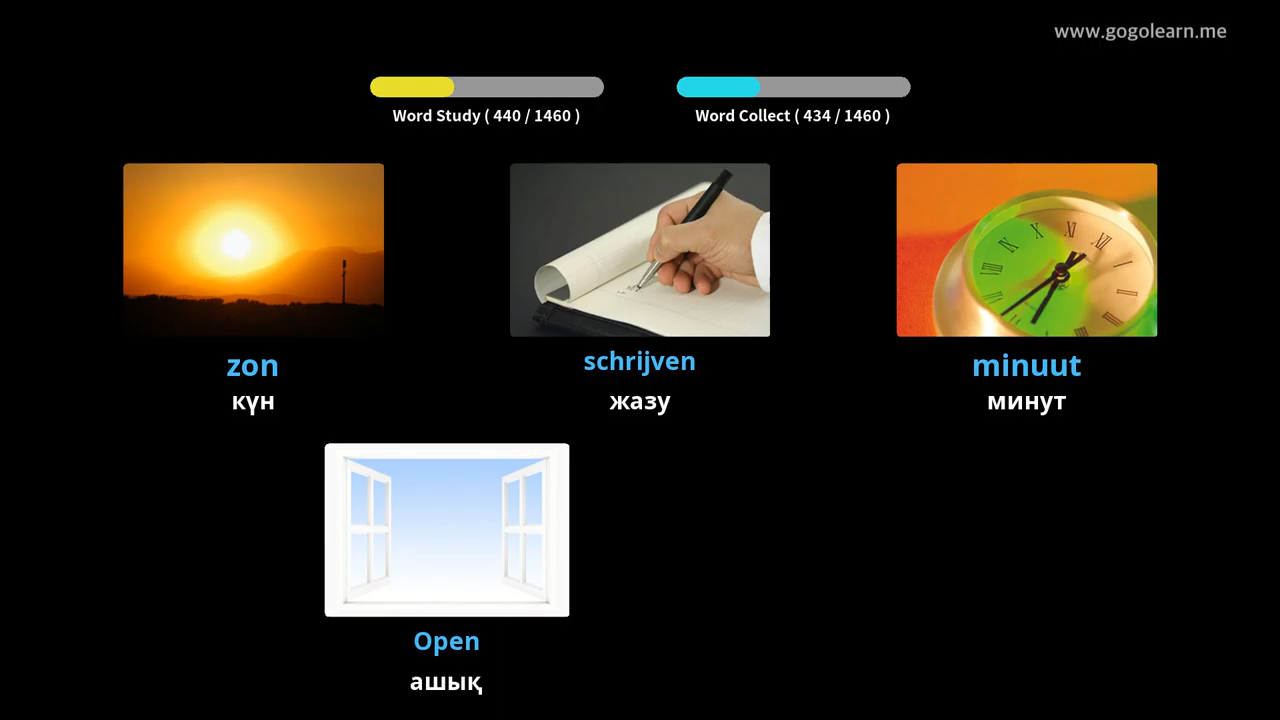 www.gogolearn.me
Word Study ( 440 / 1460 )
Word Collect ( 434 / 1460 )
zon
күн
schrijven
жазу
minuut
минут
Open
ашық